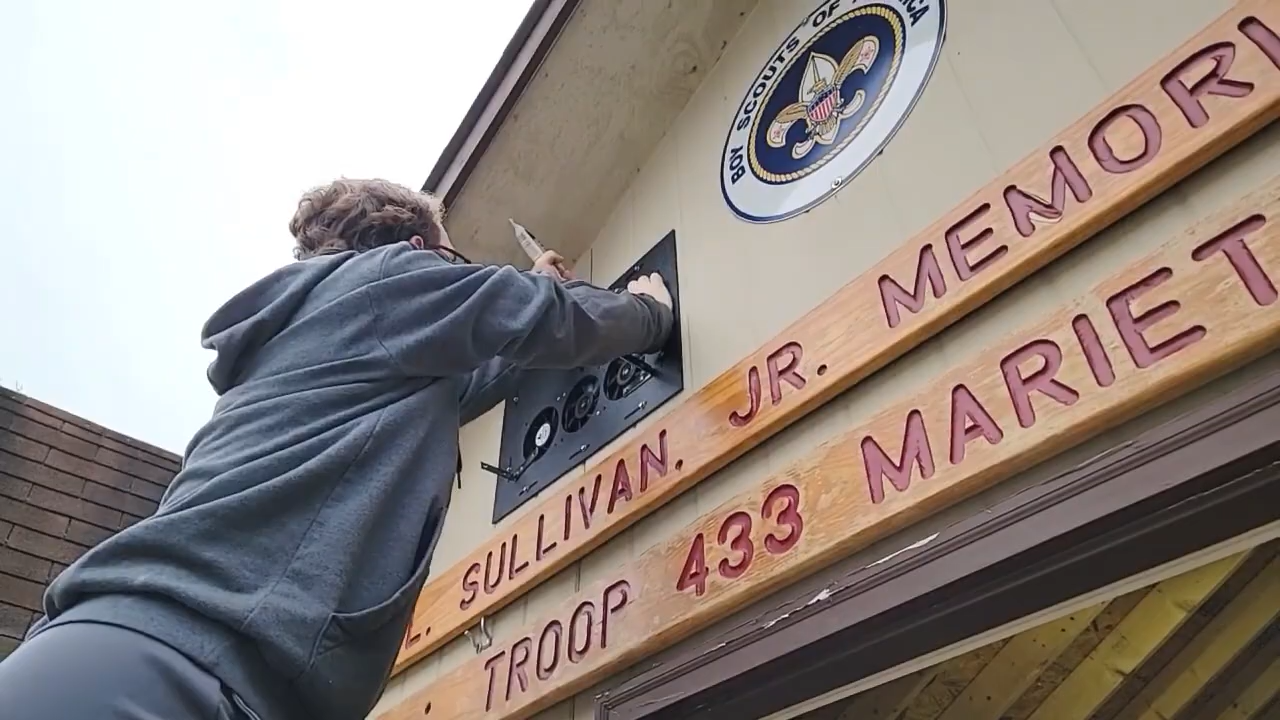 BOY SCOUTS OF AMERICA
L. SULLIVAN. JR. MEMORI
. TROOP 433 MARIET